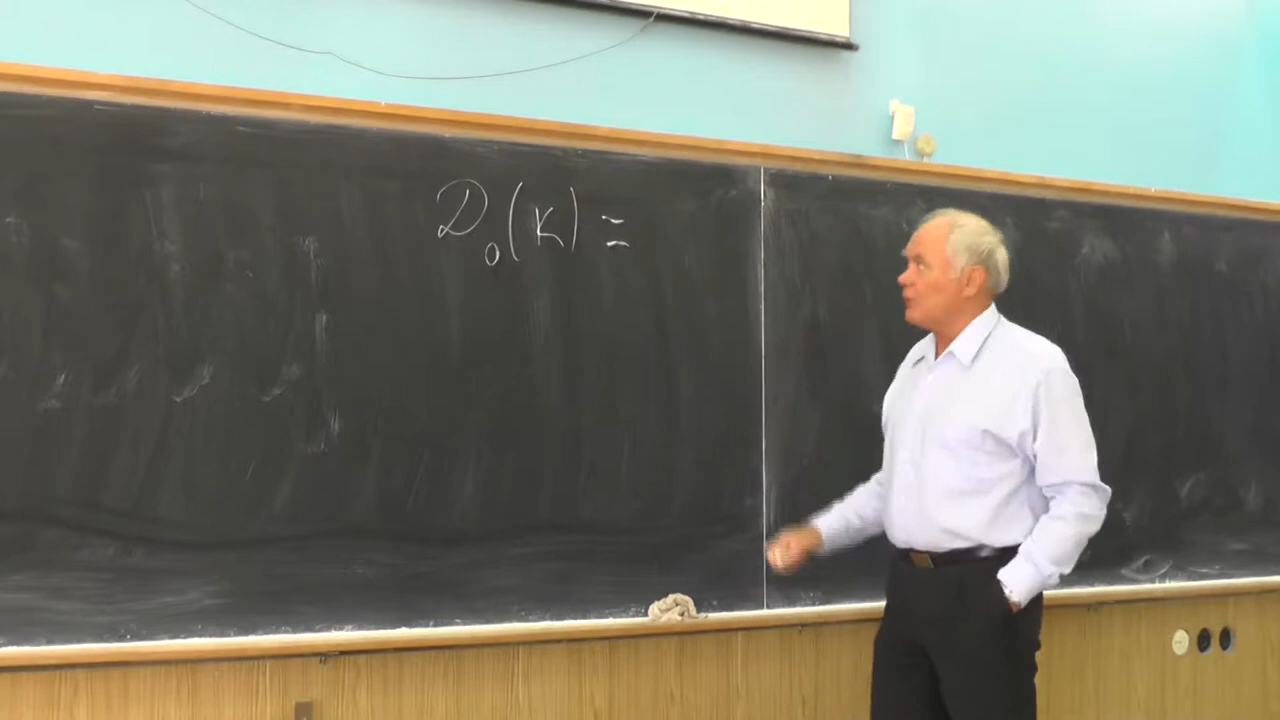 D₀(K) =